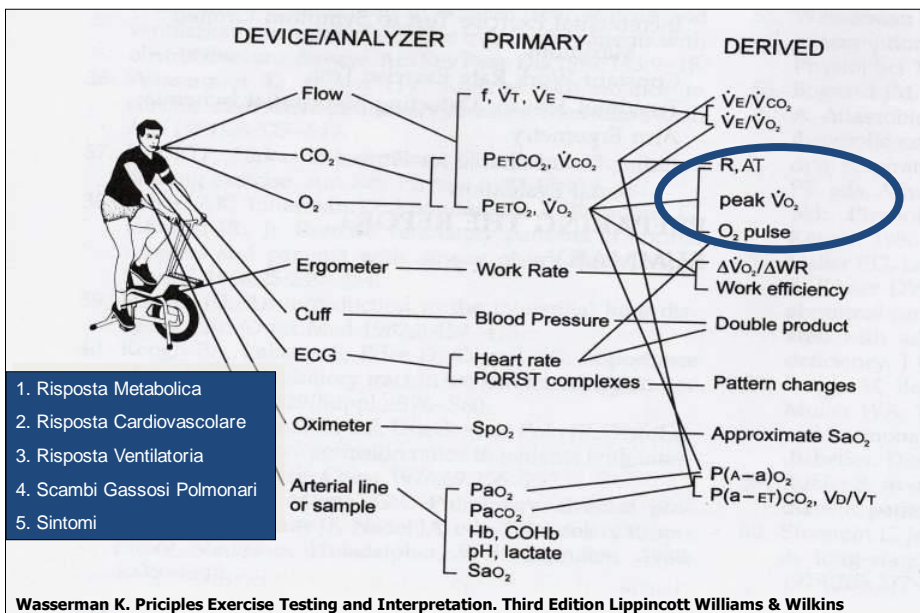 DEVICE/ANALYZER PRIMARY DERIVED
Flow f, V̇T, V̇E V̇E/V̇CO₂
V̇E/V̇O₂
CO₂ PETCO₂, V̇CO₂ R, AT
O₂ PETO₂, V̇O₂ peak V̇O₂
O₂ pulse
Ergometer Work Rate ΔV̇O₂/ΔWR
Work efficiency
Cuff Blood Pressure Double product
ECG Heart rate
PQRST complexes Pattern changes
Oximeter SpO₂ Approximate SaO₂
Arterial line
or sample
PaO₂
PaCO₂
Hb, COHb
pH, lactate
SaO₂
P(A–a)O₂
P(a–ET)CO₂, VD/VT
1. Risposta Metabolica
2. Risposta Cardiovascolare
3. Risposta Ventilatoria
4. Scambi Gassosi Polmonari
5. Sintomi
Wasserman K. Priciples Exercise Testing and Interpretation. Third Edition Lippincott Williams & Wilkins